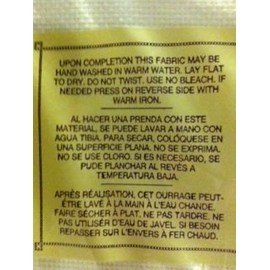 UPON COMPLETION THIS FABRIC MAY BE
HAND WASHED IN WARM WATER. LAY FLAT
TO DRY. DO NOT TWIST. USE NO BLEACH. IF
NEEDED PRESS ON REVERSE SIDE WITH
WARM IRON.
AL HACER UNA PRENDA CON ESTE
MATERIAL, SE PUEDE LAVAR A MANO CON
AGUA TIBIA. PARA SECAR, COLÓQUESE EN
UNA SUPERFICIE PLANA. NO SE EXPRIMA.
NO SE USE CLORO. SI ES NECESARIO, SE
PUDE PLANCHAR AL REVÉS A
TEMPERATURA BAJA.
APRÈS RÉALISATION, CET OURRAGE PEUT-
ÊTRE LAVÉ À LA MAIN À L'EAU CHANDE.
FAIRE SÉCHER À PLAT. NE PAS TARDRE. NE
PAS UTILISER D'EAU DE JAVEL. SI BESOIN
REPASSER SUR L'ENVERS À FER CHAUD.